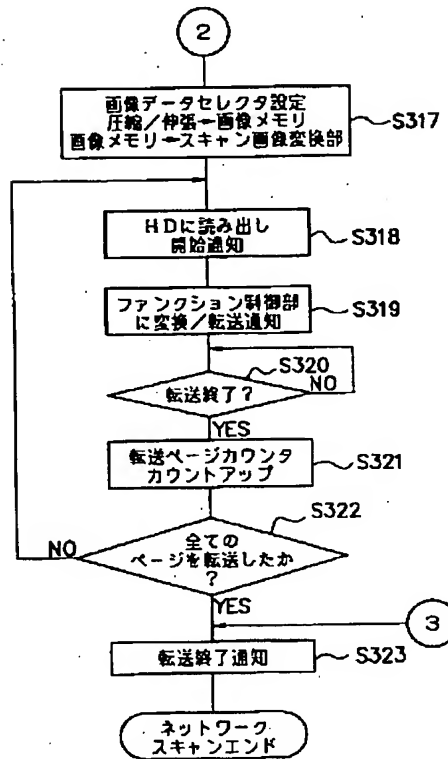 2
画像データセレクタ設定
圧縮/伸張←画像メモリ
画像メモリ←スキャン画像変換部
S317
HDに読み出し
開始通知
S318
ファンクション制御部
に変換/転送通知
S319
S320
転送終了?
NO
YES
転送ページカウンタ
カウントアップ
S321
S322
全ての
ページを転送したか
?
NO
YES
3
転送終了通知
S323
ネットワーク
スキャンエンド